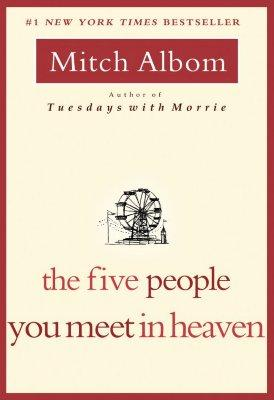 #1 NEW YORK TIMES BESTSELLER
Mitch Albom
Author of
Tuesdays with Morrie
the five people
you meet in heaven